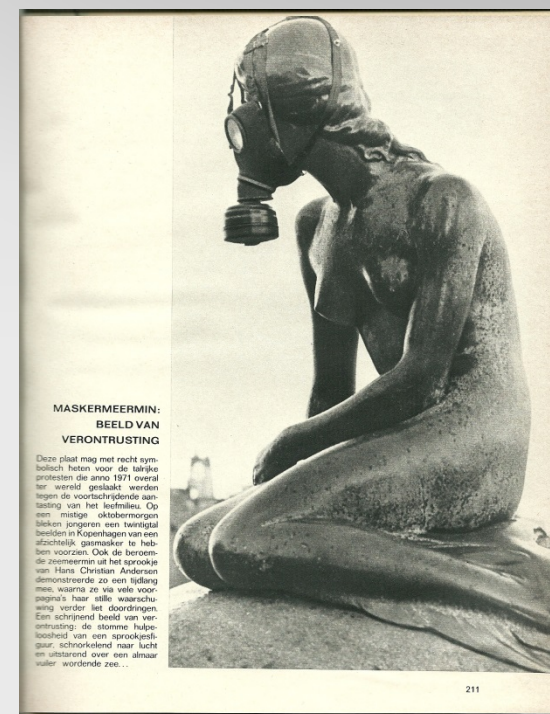 MASKERMEERMIN:
BEELD VAN
VERONTRUSTING
Deze plaat mag met recht sym-
bolisch heten voor de talrijke
protesten die anno 1971 overal
ter wereld geslaakt werden
tegen de voortschrijdende aan-
tasting van het leefmilieu. Op
een mistige oktobermorgen
bleken jongeren een twintigtal
beelden in Kopenhagen van een
afzichtelijk gasmasker te heb-
ben voorzien. Ook de beroem-
de zeemeermin uit het sprookje
van Hans Christian Andersen
demonstreerde zo een tijdlang
mee, waarna ze via vele voor-
pagina's haar stille waarschu-
wing verder liet doordringen.
Een schrijnend beeld van ver-
ontrusting: de stomme hulpe-
loosheid van een sprookjesfi-
guur, schnorkelend naar lucht
en uitstarend over een almaar
vuiler wordende zee...
211